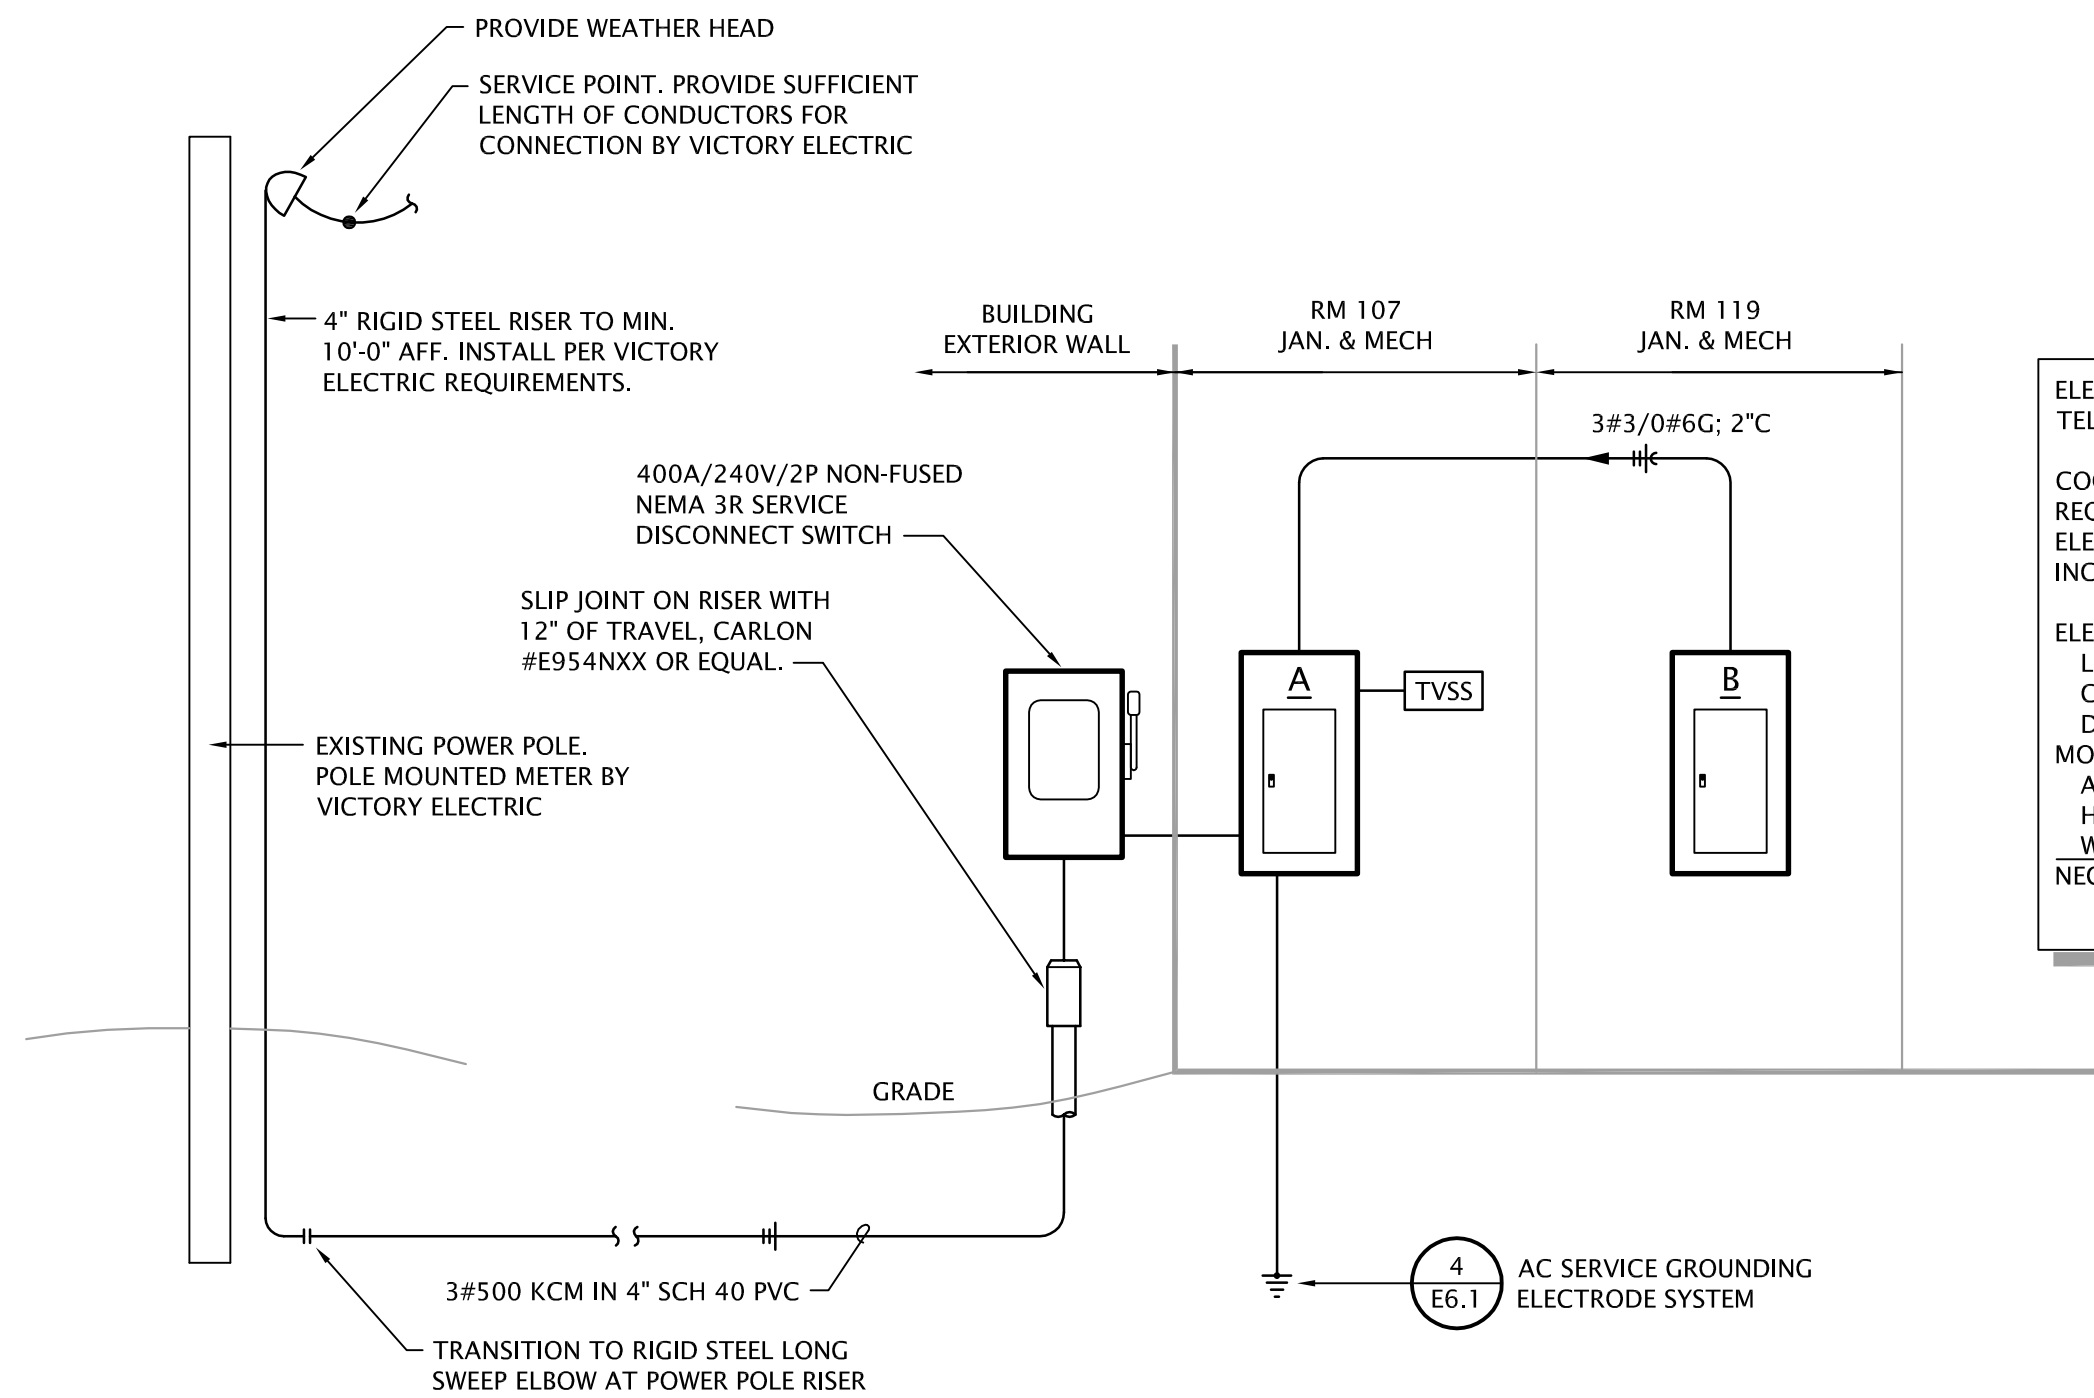 PROVIDE WEATHER HEAD
SERVICE POINT. PROVIDE SUFFICIENT
LENGTH OF CONDUCTORS FOR
CONNECTION BY VICTORY ELECTRIC
4" RIGID STEEL RISER TO MIN.
10'-0" AFF. INSTALL PER VICTORY
ELECTRIC REQUIREMENTS.
BUILDING
EXTERIOR WALL
RM 107
JAN. & MECH
RM 119
JAN. & MECH
3#3/0#6G; 2"C
400A/240V/2P NON-FUSED
NEMA 3R SERVICE
DISCONNECT SWITCH
SLIP JOINT ON RISER WITH
12" OF TRAVEL, CARLON
#E954NXX OR EQUAL.
A
TVSS
B
EXISTING POWER POLE.
POLE MOUNTED METER BY
VICTORY ELECTRIC
GRADE
3#500 KCM IN 4" SCH 40 PVC
TRANSITION TO RIGID STEEL LONG
SWEEP ELBOW AT POWER POLE RISER
4
E6.1
AC SERVICE GROUNDING
ELECTRODE SYSTEM